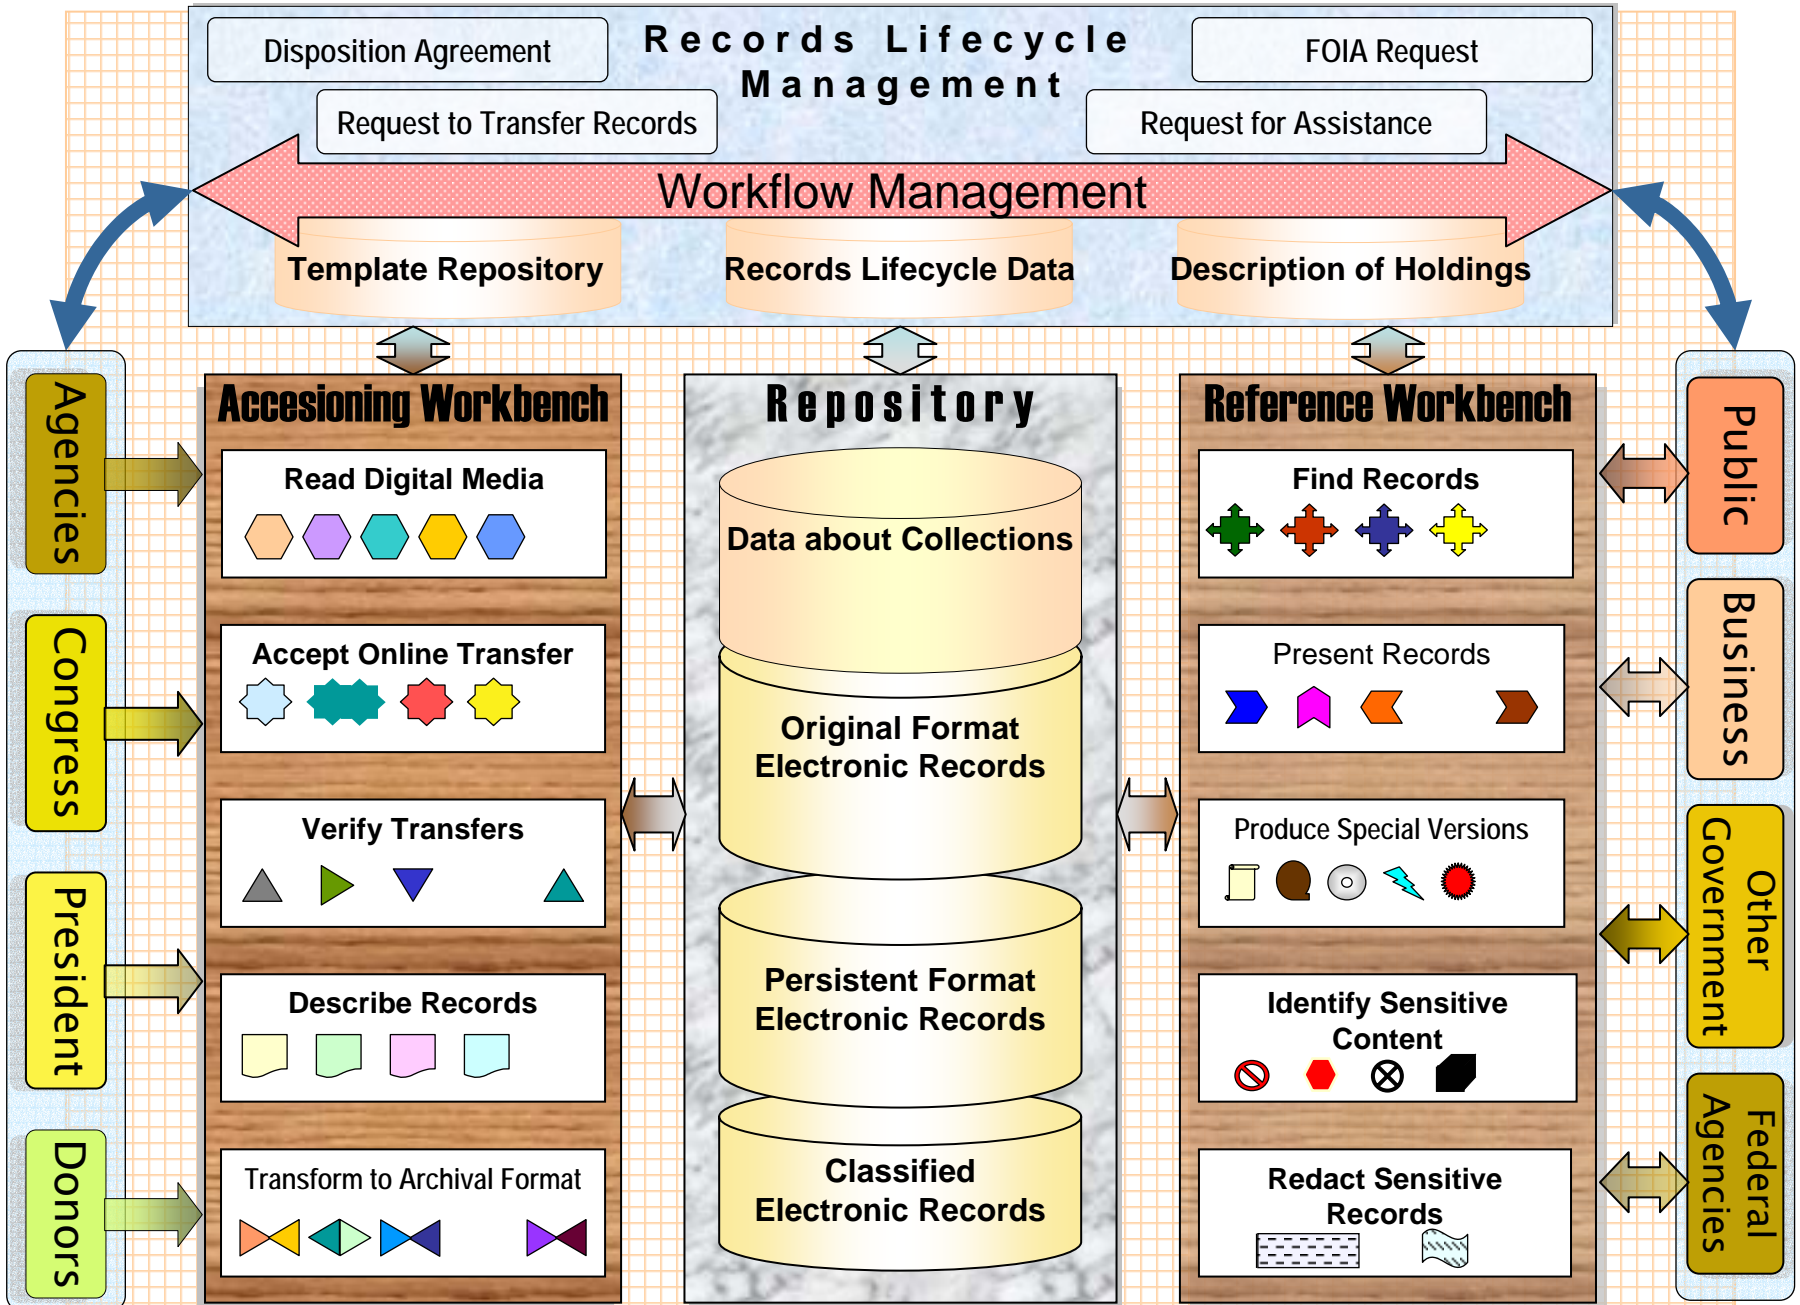 Records Lifecycle
Management
Disposition Agreement
FOIA Request
Request to Transfer Records
Request for Assistance
Workflow Management
Template Repository
Records Lifecycle Data
Description of Holdings
Agencies
Congress
President
Donors
Accesioning Workbench
Read Digital Media
Accept Online Transfer
Verify Transfers
Describe Records
Transform to Archival Format
Repository
Data about Collections
Original Format
Electronic Records
Persistent Format
Electronic Records
Classified
Electronic Records
Reference Workbench
Find Records
Present Records
Produce Special Versions
Identify Sensitive
Content
Redact Sensitive
Records
Public
Business
Other
Government
Federal
Agencies